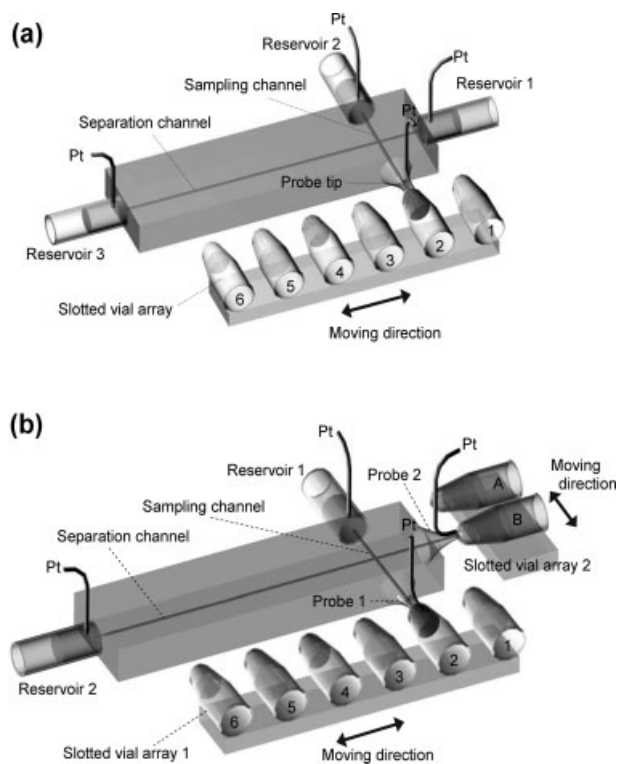 (a)
Pt
Reservoir 2
Pt
Sampling channel
Reservoir 1
Separation channel
Pt
Pt
Probe tip
Reservoir 3
1
2
3
4
5
6
Slotted vial array
Moving direction
(b)
Pt
Pt
Reservoir 1
Probe 2
Moving
direction
A
Sampling channel
B
Pt
Separation channel
Pt
Slotted vial array 2
Probe 1
1
Reservoir 2
2
3
4
5
6
Slotted vial array 1
Moving direction